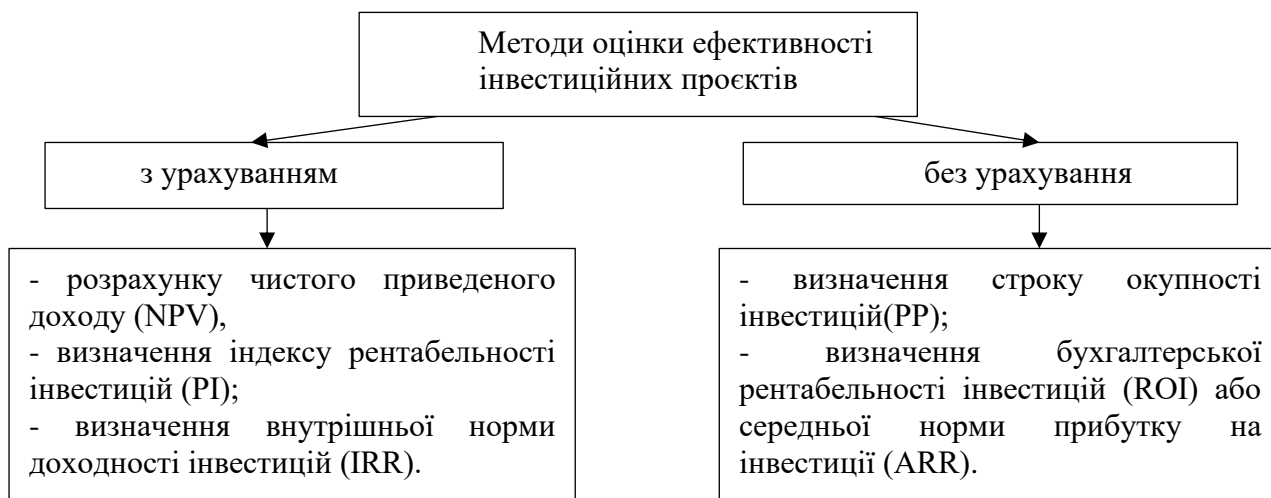 Методи оцінки ефективності
інвестиційних проєктів
з урахуванням
без урахування
- розрахунку чистого приведеного
доходу (NPV),
- визначення індексу рентабельності
інвестицій (PI);
- визначення внутрішньої норми
доходності інвестицій (IRR).
- визначення строку окупності
інвестицій(PP);
- визначення бухгалтерської
рентабельності інвестицій (ROI) або
середньої норми прибутку на
інвестиції (ARR).